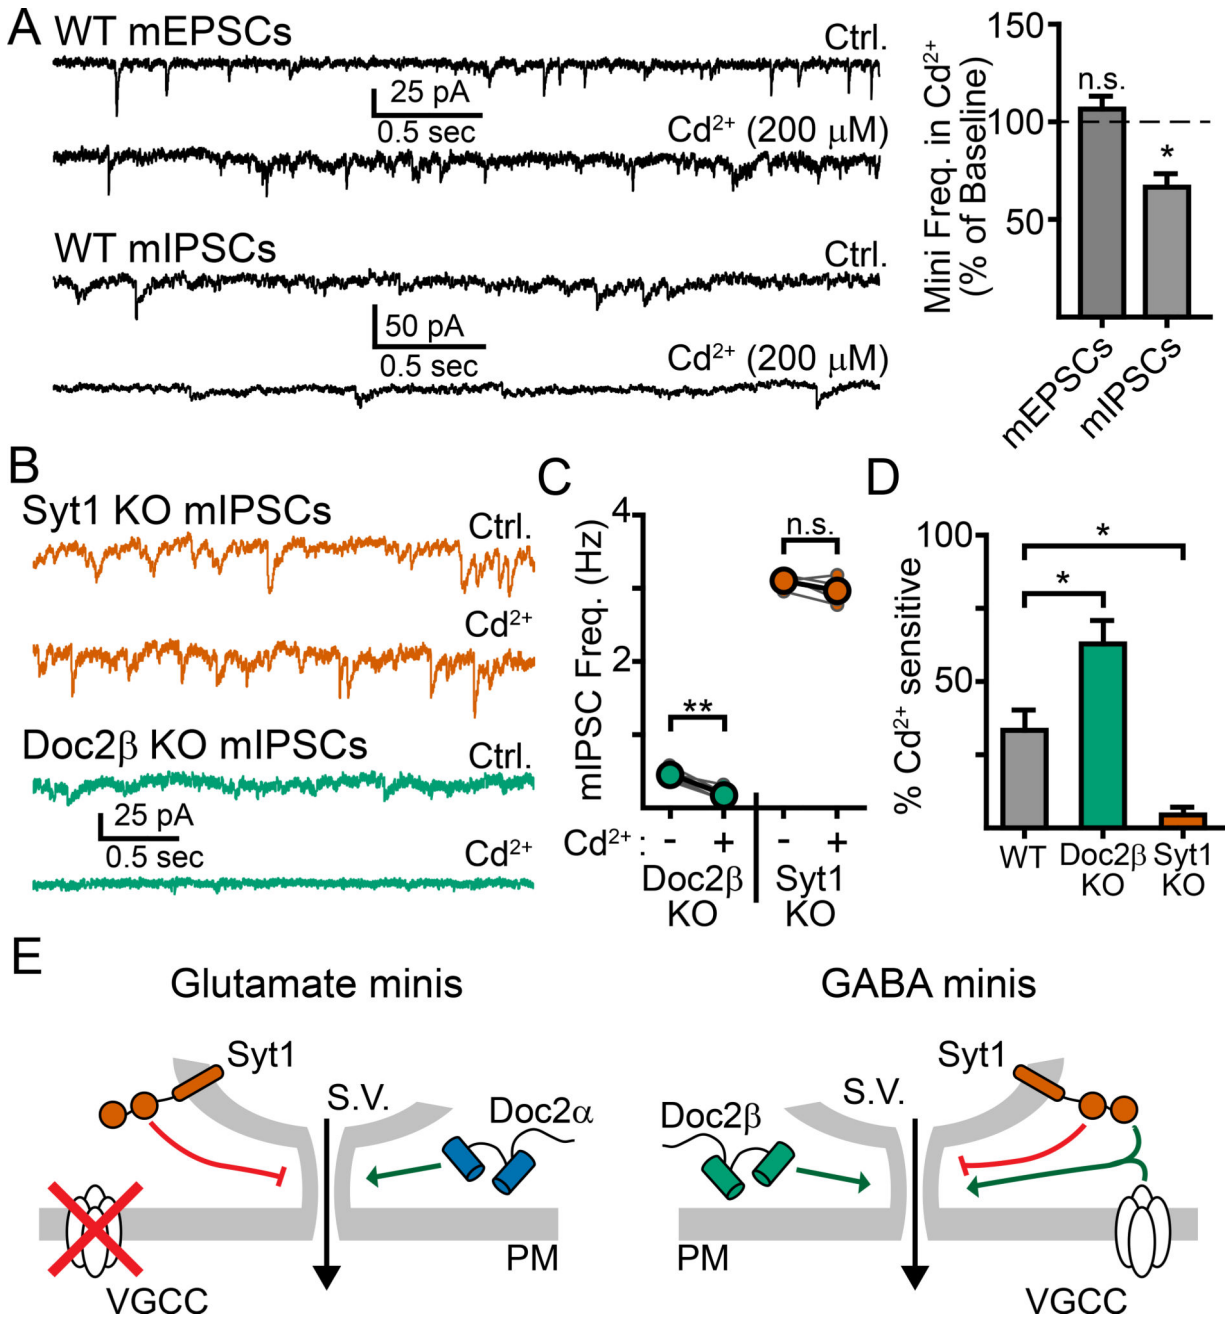 A
WT mEPSCs
Ctrl.
25 pA
0.5 sec
Cd²⁺ (200 μM)
WT mIPSCs
Ctrl.
50 pA
0.5 sec
Cd²⁺ (200 μM)
Mini Freq. in Cd²⁺
(% of Baseline)
150
100
50
n.s.
*
mEPSCs
mIPSCs
B
Syt1 KO mIPSCs
Ctrl.
Cd²⁺
Doc2β KO mIPSCs
Ctrl.
25 pA
0.5 sec
Cd²⁺
C
mIPSC Freq. (Hz)
4
2
**
n.s.
Cd²⁺ : - + - +
Doc2β
KO
Syt1
KO
D
% Cd²⁺ sensitive
100
50
*
*
WT
Doc2β
KO
Syt1
KO
E
Glutamate minis
Syt1
S.V.
Doc2α
PM
VGCC
GABA minis
Syt1
S.V.
Doc2β
PM
VGCC